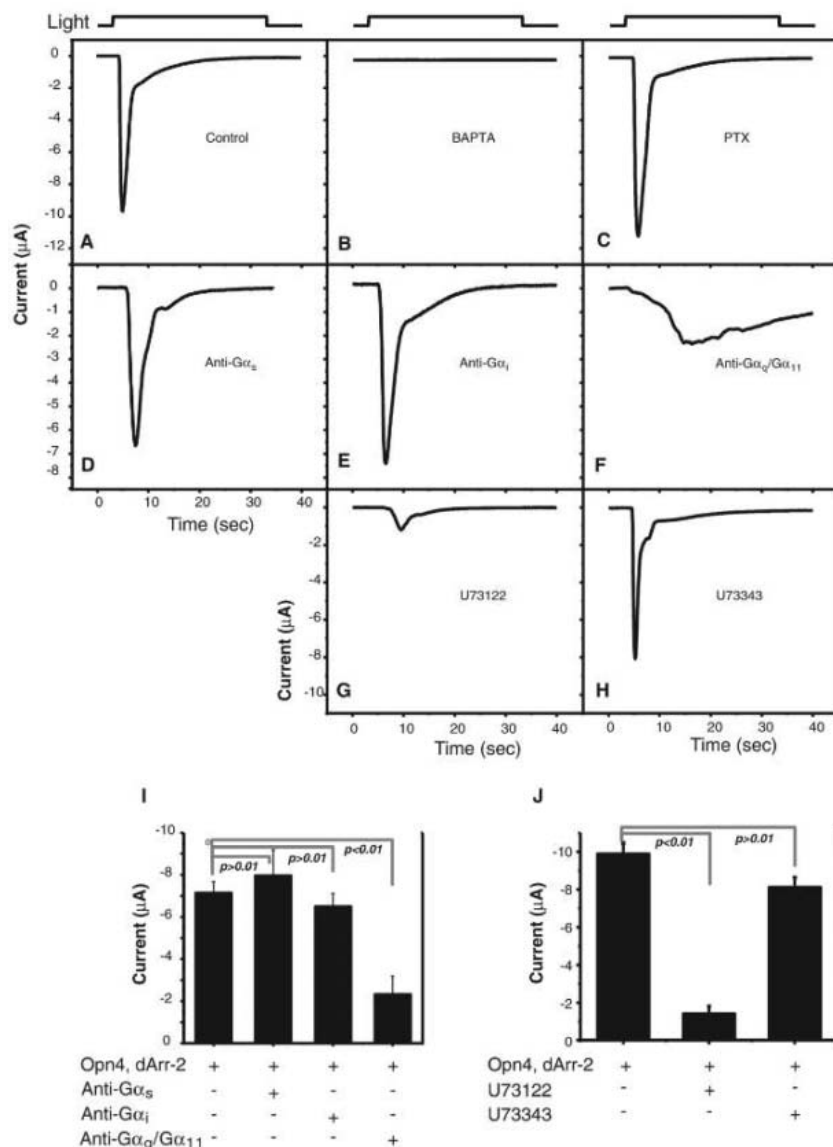 Light
0
-2
-4
-6
-8
-10
-12
Control
A
BAPTA
B
PTX
C
Current (µA)
0
-1
-2
-3
-4
-5
-6
-7
-8
Anti-Gαs
D
0 10 20 30 40
Time (sec)
Anti-Gαi
E
Anti-Gαq/Gα11
F
Current (µA)
-2
-4
-6
-8
-10
U73122
G
0 10 20 30 40
Time (sec)
U73343
H
0 10 20 30 40
Time (sec)
I
-10
-8
-6
-4
-2
0
Current (µA)
p>0.01 p>0.01 p<0.01
Opn4, dArr-2 + + + +
Anti-Gαs - + - -
Anti-Gαi - - + -
Anti-Gαq/Gα11 - - - +
J
-10
-8
-6
-4
-2
0
Current (µA)
p<0.01 p>0.01
Opn4, dArr-2 + + +
U73122 - + -
U73343 - - +